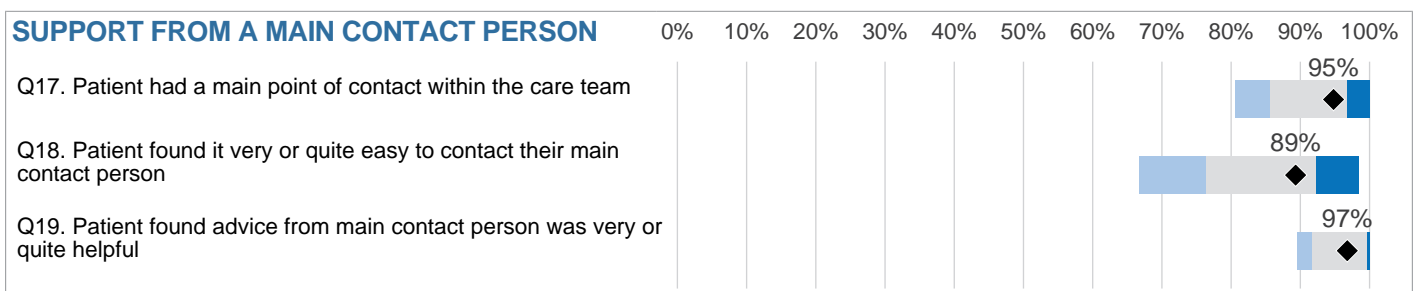 SUPPORT FROM A MAIN CONTACT PERSON 0% 10% 20% 30% 40% 50% 60% 70% 80% 90% 100%
95%
Q17. Patient had a main point of contact within the care team
89%
Q18. Patient found it very or quite easy to contact their main
contact person
97%
Q19. Patient found advice from main contact person was very or
quite helpful